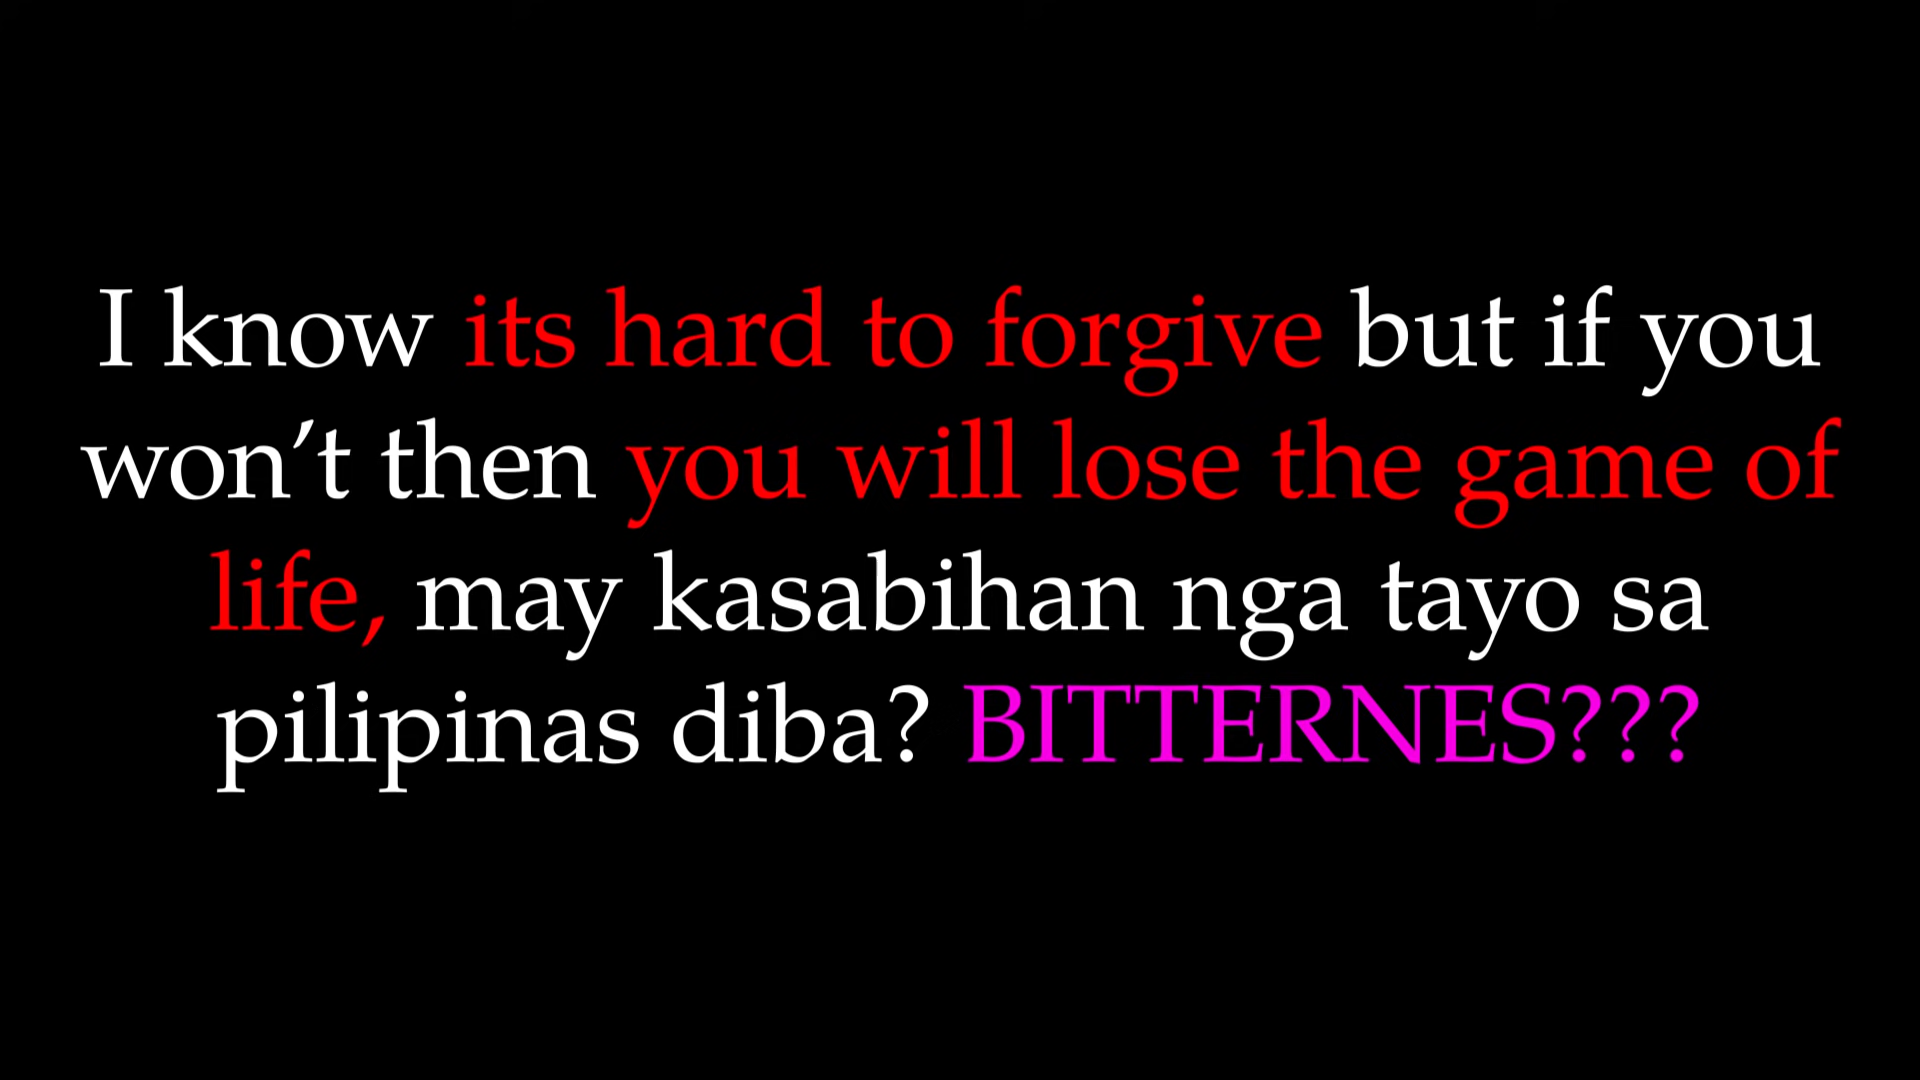 I know its hard to forgive but if you
won’t then you will lose the game of
life, may kasabihan nga tayo sa
pilipinas diba? BITTERNES???